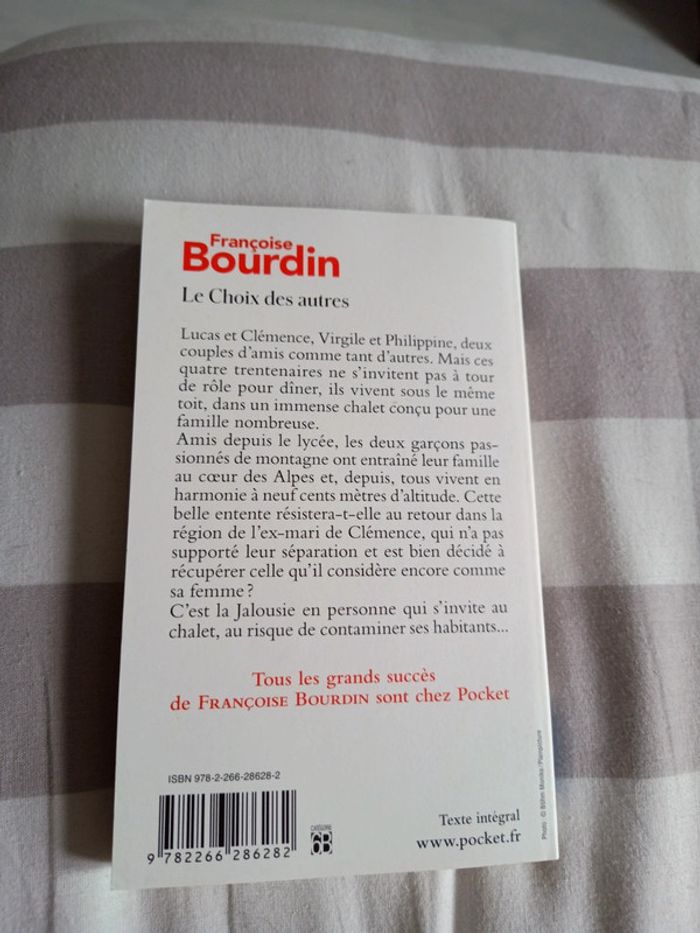 Françoise
Bourdin
Le Choix des autres
Lucas et Clémence, Virgile et Philippine, deux
couples d'amis comme tant d'autres. Mais ces
quatre trentenaires ne s'invitent pas à tour
de rôle pour dîner, ils vivent sous le même
toit, dans un immense chalet conçu pour une
famille nombreuse.
Amis depuis le lycée, les deux garçons pas-
sionnés de montagne ont entraîné leur famille
au cœur des Alpes et, depuis, tous vivent en
harmonie à neuf cents mètres d'altitude. Cette
belle entente résistera-t-elle au retour dans la
région de l'ex-mari de Clémence, qui n'a pas
supporté leur séparation et est bien décidé à
récupérer celle qu'il considère encore comme
sa femme ?
C'est la Jalousie en personne qui s'invite au
chalet, au risque de contaminer ses habitants...
Tous les grands succès
de FRANÇOISE BOURDIN sont chez Pocket
ISBN 978-2-266-28628-2
9 782266 286282
CATÉGORIE
6B
Texte intégral
www.pocket.fr
Photo : © Böhm Monika / Plainpicture